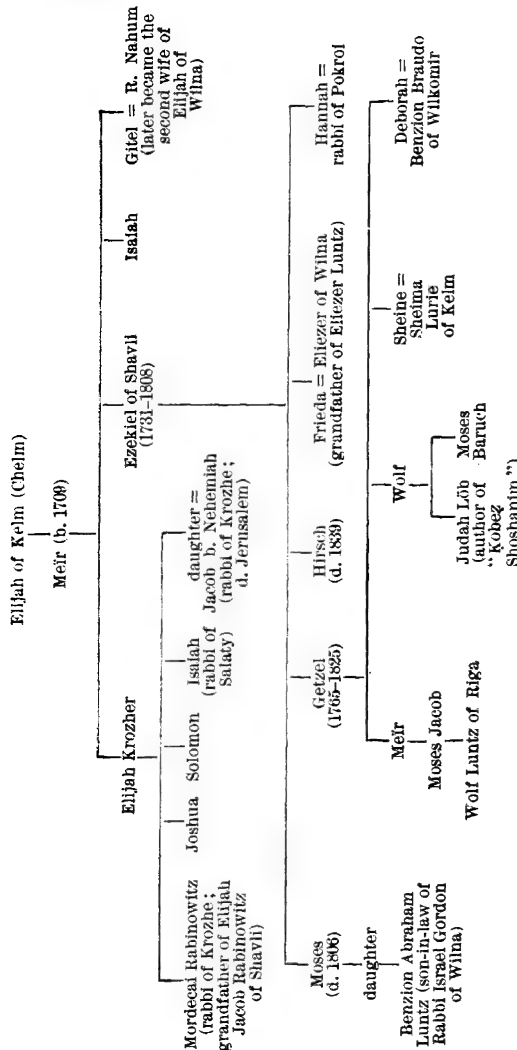 Elijah of Kelm (Chelm)
Meïr (b. 1709)
Elijah Krozher
Ezekiel of Shavli
(1731–1808)
Isaiah
Gitel = R. Nahum
(later became the
second wife of
Elijah of
Wilna)
Mordecai Rabinowitz
(rabbi of Krozhe;
grandfather of Elijah
Jacob Rabinowitz
of Shavli)
Joshua
Solomon
Isaiah
(rabbi of
Salaty)
daughter =
Jacob b. Nehemiah
(rabbi of Krozhe;
d. Jerusalem)
Moses
(d. 1806)
Getzel
(1765–1825)
Hirsch
(d. 1839)
Frieda = Eliezer of Wilna
(grandfather of Eliezer Luntz)
Hannah =
rabbi of Pokroi
daughter
Benzion Abraham
Luntz (son-in-law of
Rabbi Israel Gordon
of Wilna)
Meïr
Moses Jacob
Wolf Luntz of Riga
Wolf
Judah Löb
(author of
"Kobeẓ
Shoshanim")
Moses
Baruch
Sheine =
Sheima
Lurie
of Kelm
Deborah =
Benzion Braudo
of Wilkomir